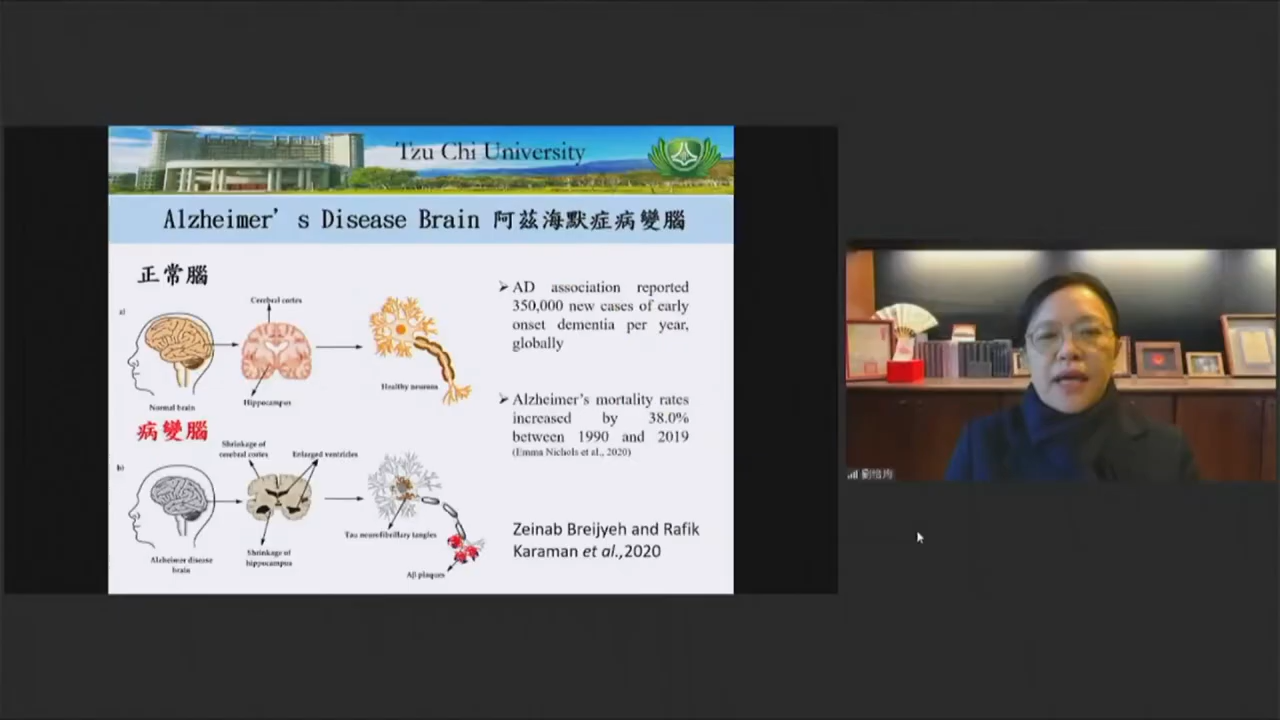 Tzu Chi University
Alzheimer's Disease Brain 阿茲海默症病變腦
正常腦
a)
Cerebral cortex
Normal brain
Hippocampus
Healthy neurons
病變腦
b)
Shrinkage of
cerebral cortex
Enlarged ventricles
Tau neurofibrillary tangles
Alzheimer disease
brain
Shrinkage of
hippocampus
Aβ plaques
➢ AD association reported
350,000 new cases of early
onset dementia per year,
globally
➢ Alzheimer's mortality rates
increased by 38.0%
between 1990 and 2019
(Emma Nichols et al., 2020)
Zeinab Breijyeh and Rafik
Karaman et al.,2020